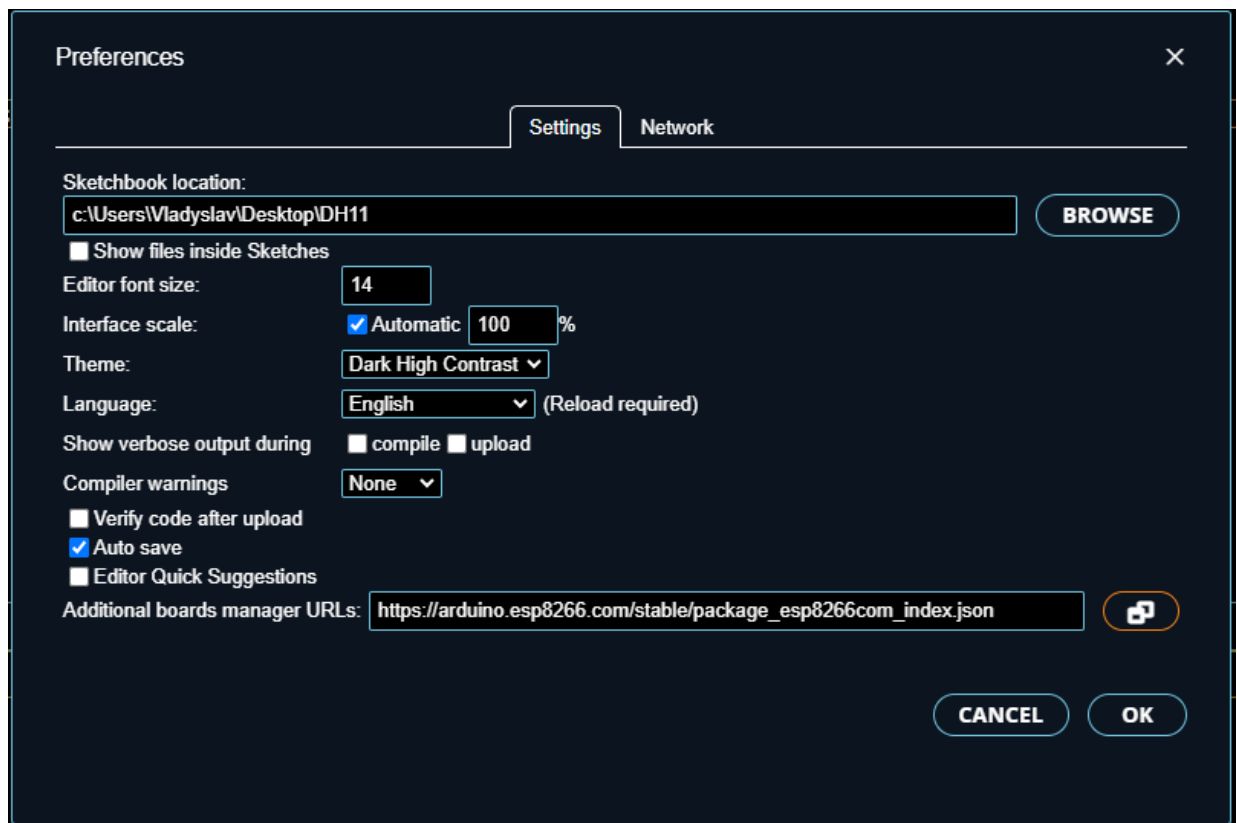 Preferences
Settings Network
Sketchbook location:
c:\Users\Vladyslav\Desktop\DH11 BROWSE
Show files inside Sketches
Editor font size: 14
Interface scale: Automatic 100 %
Theme: Dark High Contrast
Language: English (Reload required)
Show verbose output during compile upload
Compiler warnings None
Verify code after upload
Auto save
Editor Quick Suggestions
Additional boards manager URLs: https://arduino.esp8266.com/stable/package_esp8266com_index.json
CANCEL OK